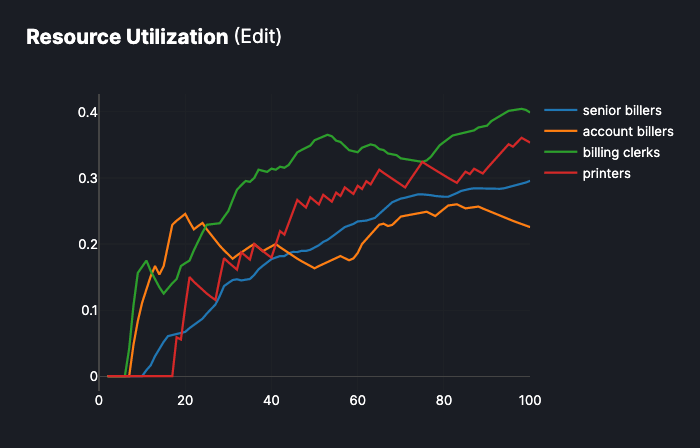 Resource Utilization (Edit)
0.4
0.3
0.2
0.1
0
0 20 40 60 80 100
senior billers
account billers
billing clerks
printers